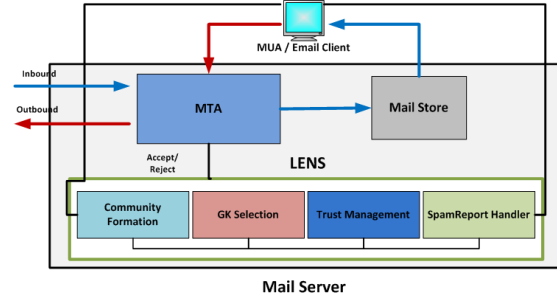 MUA / Email Client
Inbound
Outbound
MTA
Mail Store
Accept/
Reject
LENS
Community
Formation
GK Selection
Trust Management
SpamReport Handler
Mail Server